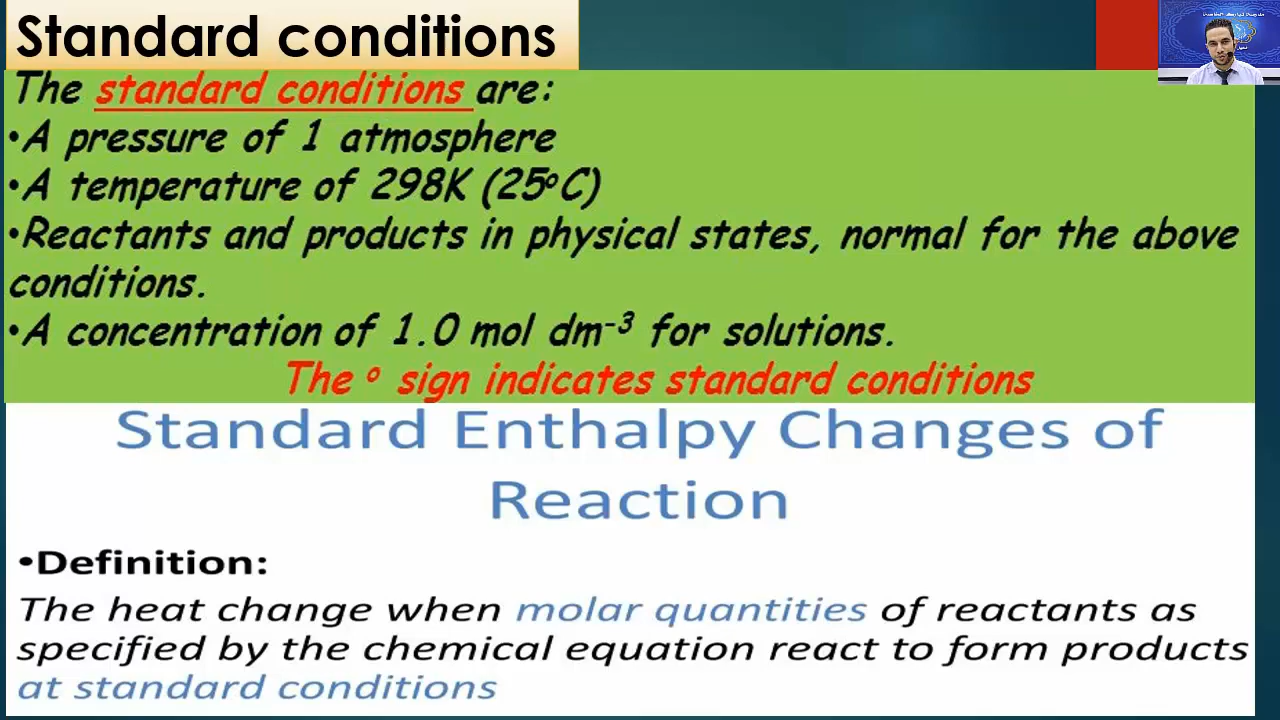 Standard conditions
The standard conditions are:
•A pressure of 1 atmosphere
•A temperature of 298K (25ºC)
•Reactants and products in physical states, normal for the above
conditions.
•A concentration of 1.0 mol dm⁻³ for solutions.
The º sign indicates standard conditions
Standard Enthalpy Changes of
Reaction
•Definition:
The heat change when molar quantities of reactants as
specified by the chemical equation react to form products
at standard conditions